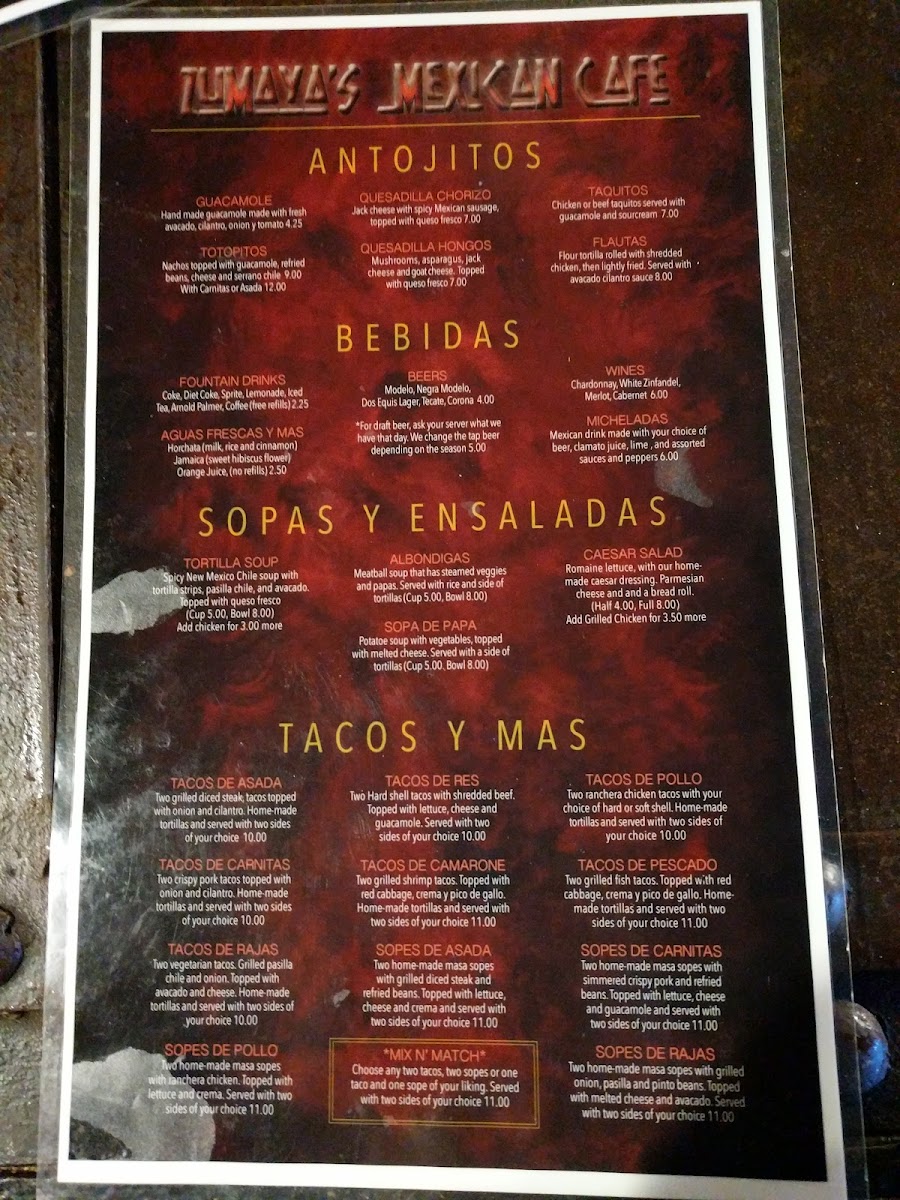 ZUMAYA'S MEXICAN CAFE
ANTOJITOS
GUACAMOLE
Hand made guacamole made with fresh
avacado, cilantro, onion y tomato 4.25
TOTOPITOS
Nachos topped with guacamole, refried
beans, cheese and serrano chile 9.00
With Carnitas or Asada 12.00
QUESADILLA CHORIZO
Jack cheese with spicy Mexican sausage,
topped with queso fresco 7.00
QUESADILLA HONGOS
Mushrooms, asparagus, jack
cheese and goat cheese. Topped
with queso fresco 7.00
TAQUITOS
Chicken or beef taquitos served with
guacamole and sourcream 7.00
FLAUTAS
Flour tortilla rolled with shredded
chicken, then lightly fried. Served with
avacado cilantro sauce 8.00
BEBIDAS
FOUNTAIN DRINKS
Coke, Diet Coke, Sprite, Lemonade, Iced
Tea, Arnold Palmer, Coffee (free refills) 2.25
AGUAS FRESCAS Y MAS
Horchata (milk, rice and cinnamon)
Jamaica (sweet hibiscus flower)
Orange Juice, (no refills) 2.50
BEERS
Modelo, Negra Modelo,
Dos Equis Lager, Tecate, Corona 4.00
*For draft beer, ask your server what we
have that day. We change the tap beer
depending on the season 5.00
WINES
Chardonnay, White Zinfandel,
Merlot, Cabernet 6.00
MICHELADAS
Mexican drink made with your choice of
beer, clamato juice, lime , and assorted
sauces and peppers 6.00
SOPAS Y ENSALADAS
TORTILLA SOUP
Spicy New Mexico Chile soup with
tortilla strips, pasilla chile, and avacado.
Topped with queso fresco
(Cup 5.00, Bowl 8.00)
Add chicken for 3.00 more
ALBONDIGAS
Meatball soup that has steamed veggies
and papas. Served with rice and side of
tortillas (Cup 5.00, Bowl 8.00)
SOPA DE PAPA
Potatoe soup with vegetables, topped
with melted cheese. Served with a side of
tortillas (Cup 5.00, Bowl 8.00)
CAESAR SALAD
Romaine lettuce, with our home-
made caesar dressing. Parmesian
cheese and and a bread roll.
(Half 4.00, Full 8.00)
Add Grilled Chicken for 3.50 more
TACOS Y MAS
TACOS DE ASADA
Two grilled diced steak, tacos topped
with onion and cilantro. Home-made
tortillas and served with two sides
of your choice 10.00
TACOS DE RES
Two Hard shell tacos with shredded beef.
Topped with lettuce, cheese and
guacamole. Served with two
sides of your choice 10.00
TACOS DE POLLO
Two ranchera chicken tacos with your
choice of hard or soft shell. Home-made
tortillas and served with two sides of
your choice 10.00
TACOS DE CARNITAS
Two crispy pork tacos topped with
onion and cilantro. Home-made
tortillas and served with two sides
of your choice 10.00
TACOS DE CAMARONE
Two grilled shrimp tacos. Topped with
red cabbage, crema y pico de gallo.
Home-made tortillas and served with
two sides of your choice 11.00
TACOS DE PESCADO
Two grilled fish tacos. Topped with red
cabbage, crema y pico de gallo. Home-
made tortillas and served with two
sides of your choice 11.00
TACOS DE RAJAS
Two vegetarian tacos. Grilled pasilla
chile and onion. Topped with
avacado and cheese. Home-made
tortillas and served with two sides of
your choice 10.00
SOPES DE ASADA
Two home-made masa sopes
with grilled diced steak and
refried beans. Topped with lettuce,
cheese and crema and served with
two sides of your choice 11.00
SOPES DE CARNITAS
Two home-made masa sopes with
simmered crispy pork and refried
beans. Topped with lettuce, cheese
and guacamole and served with
two sides of your choice 11.00
SOPES DE POLLO
Two home-made masa sopes
with ranchera chicken. Topped with
lettuce and crema. Served with two
sides of your choice 11.00
*MIX N' MATCH*
Choose any two tacos, two sopes or one
taco and one sope of your liking. Served
with two sides of your choice 11.00
SOPES DE RAJAS
Two home-made masa sopes with grilled
onion, pasilla and pinto beans. Topped
with melted cheese and avacado. Served
with two sides of your choice 11.00